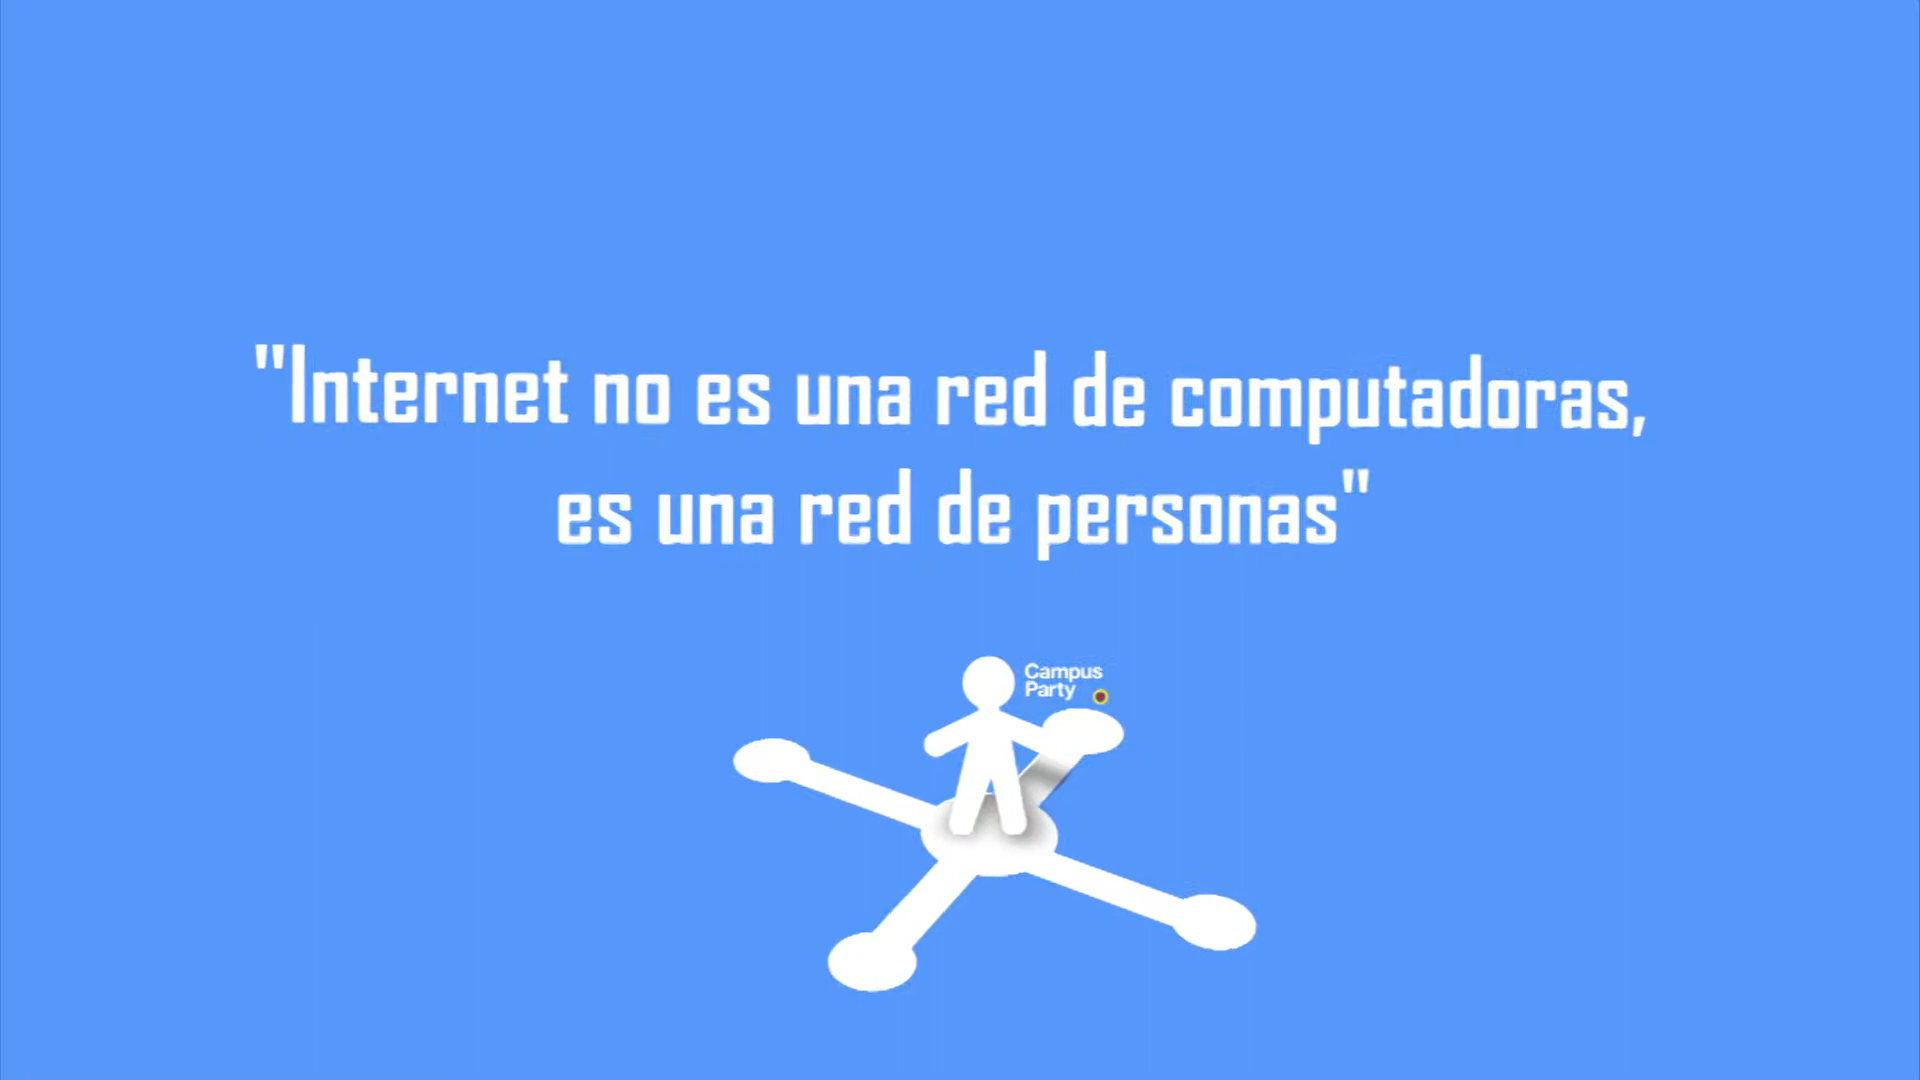 "Internet no es una red de computadoras,
es una red de personas"
Campus
Party